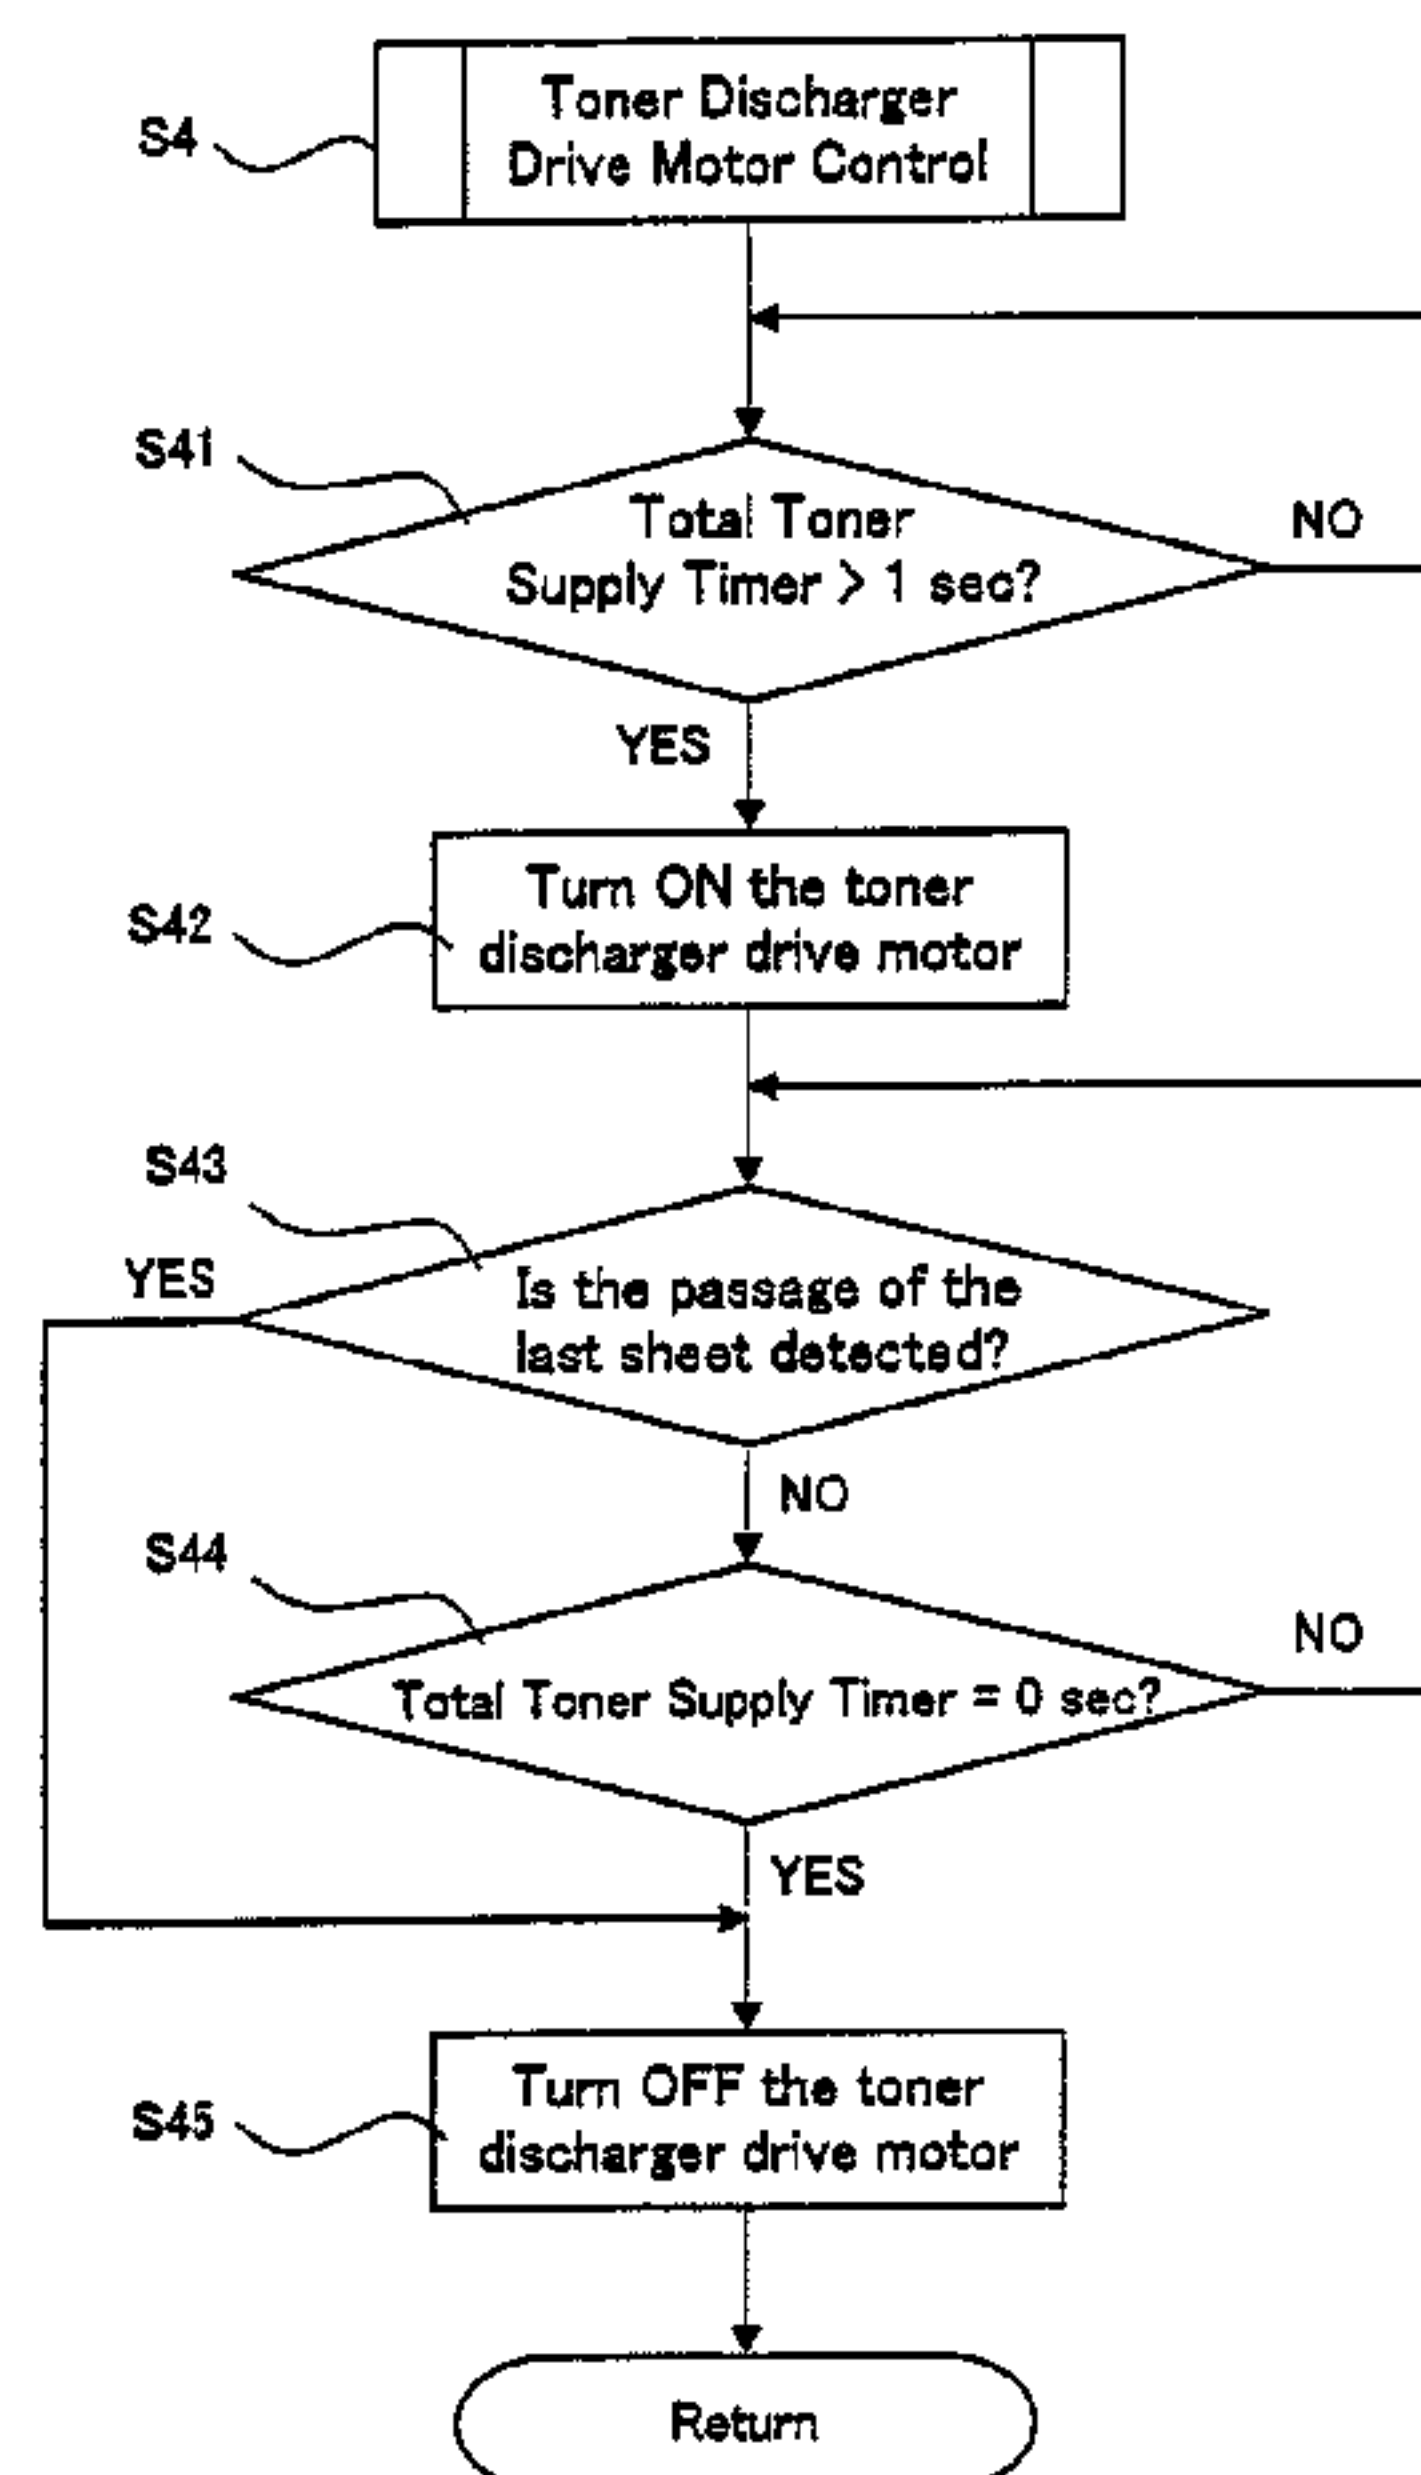 S4
Toner Discharger
Drive Motor Control
S41
Total Toner
Supply Timer > 1 sec?
NO
YES
S42
Turn ON the toner
discharger drive motor
S43
YES
Is the passage of the
last sheet detected?
NO
S44
Total Toner Supply Timer = 0 sec?
NO
YES
S45
Turn OFF the toner
discharger drive motor
Return